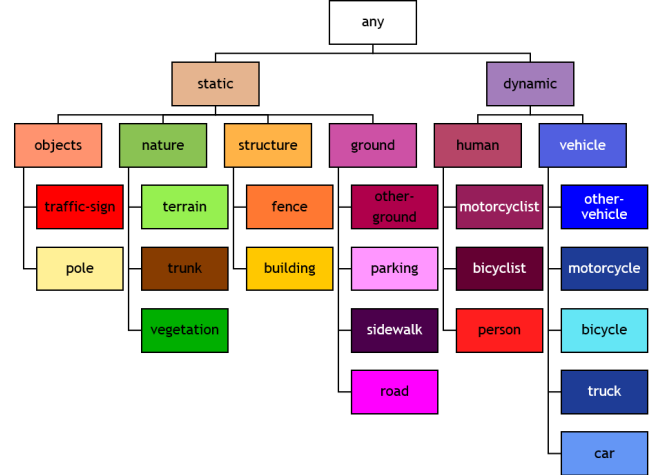 any
static
dynamic
objects
nature
structure
ground
human
vehicle
traffic-sign
terrain
fence
other-
ground
motorcyclist
other-
vehicle
pole
trunk
building
parking
bicyclist
motorcycle
vegetation
sidewalk
person
bicycle
road
truck
car